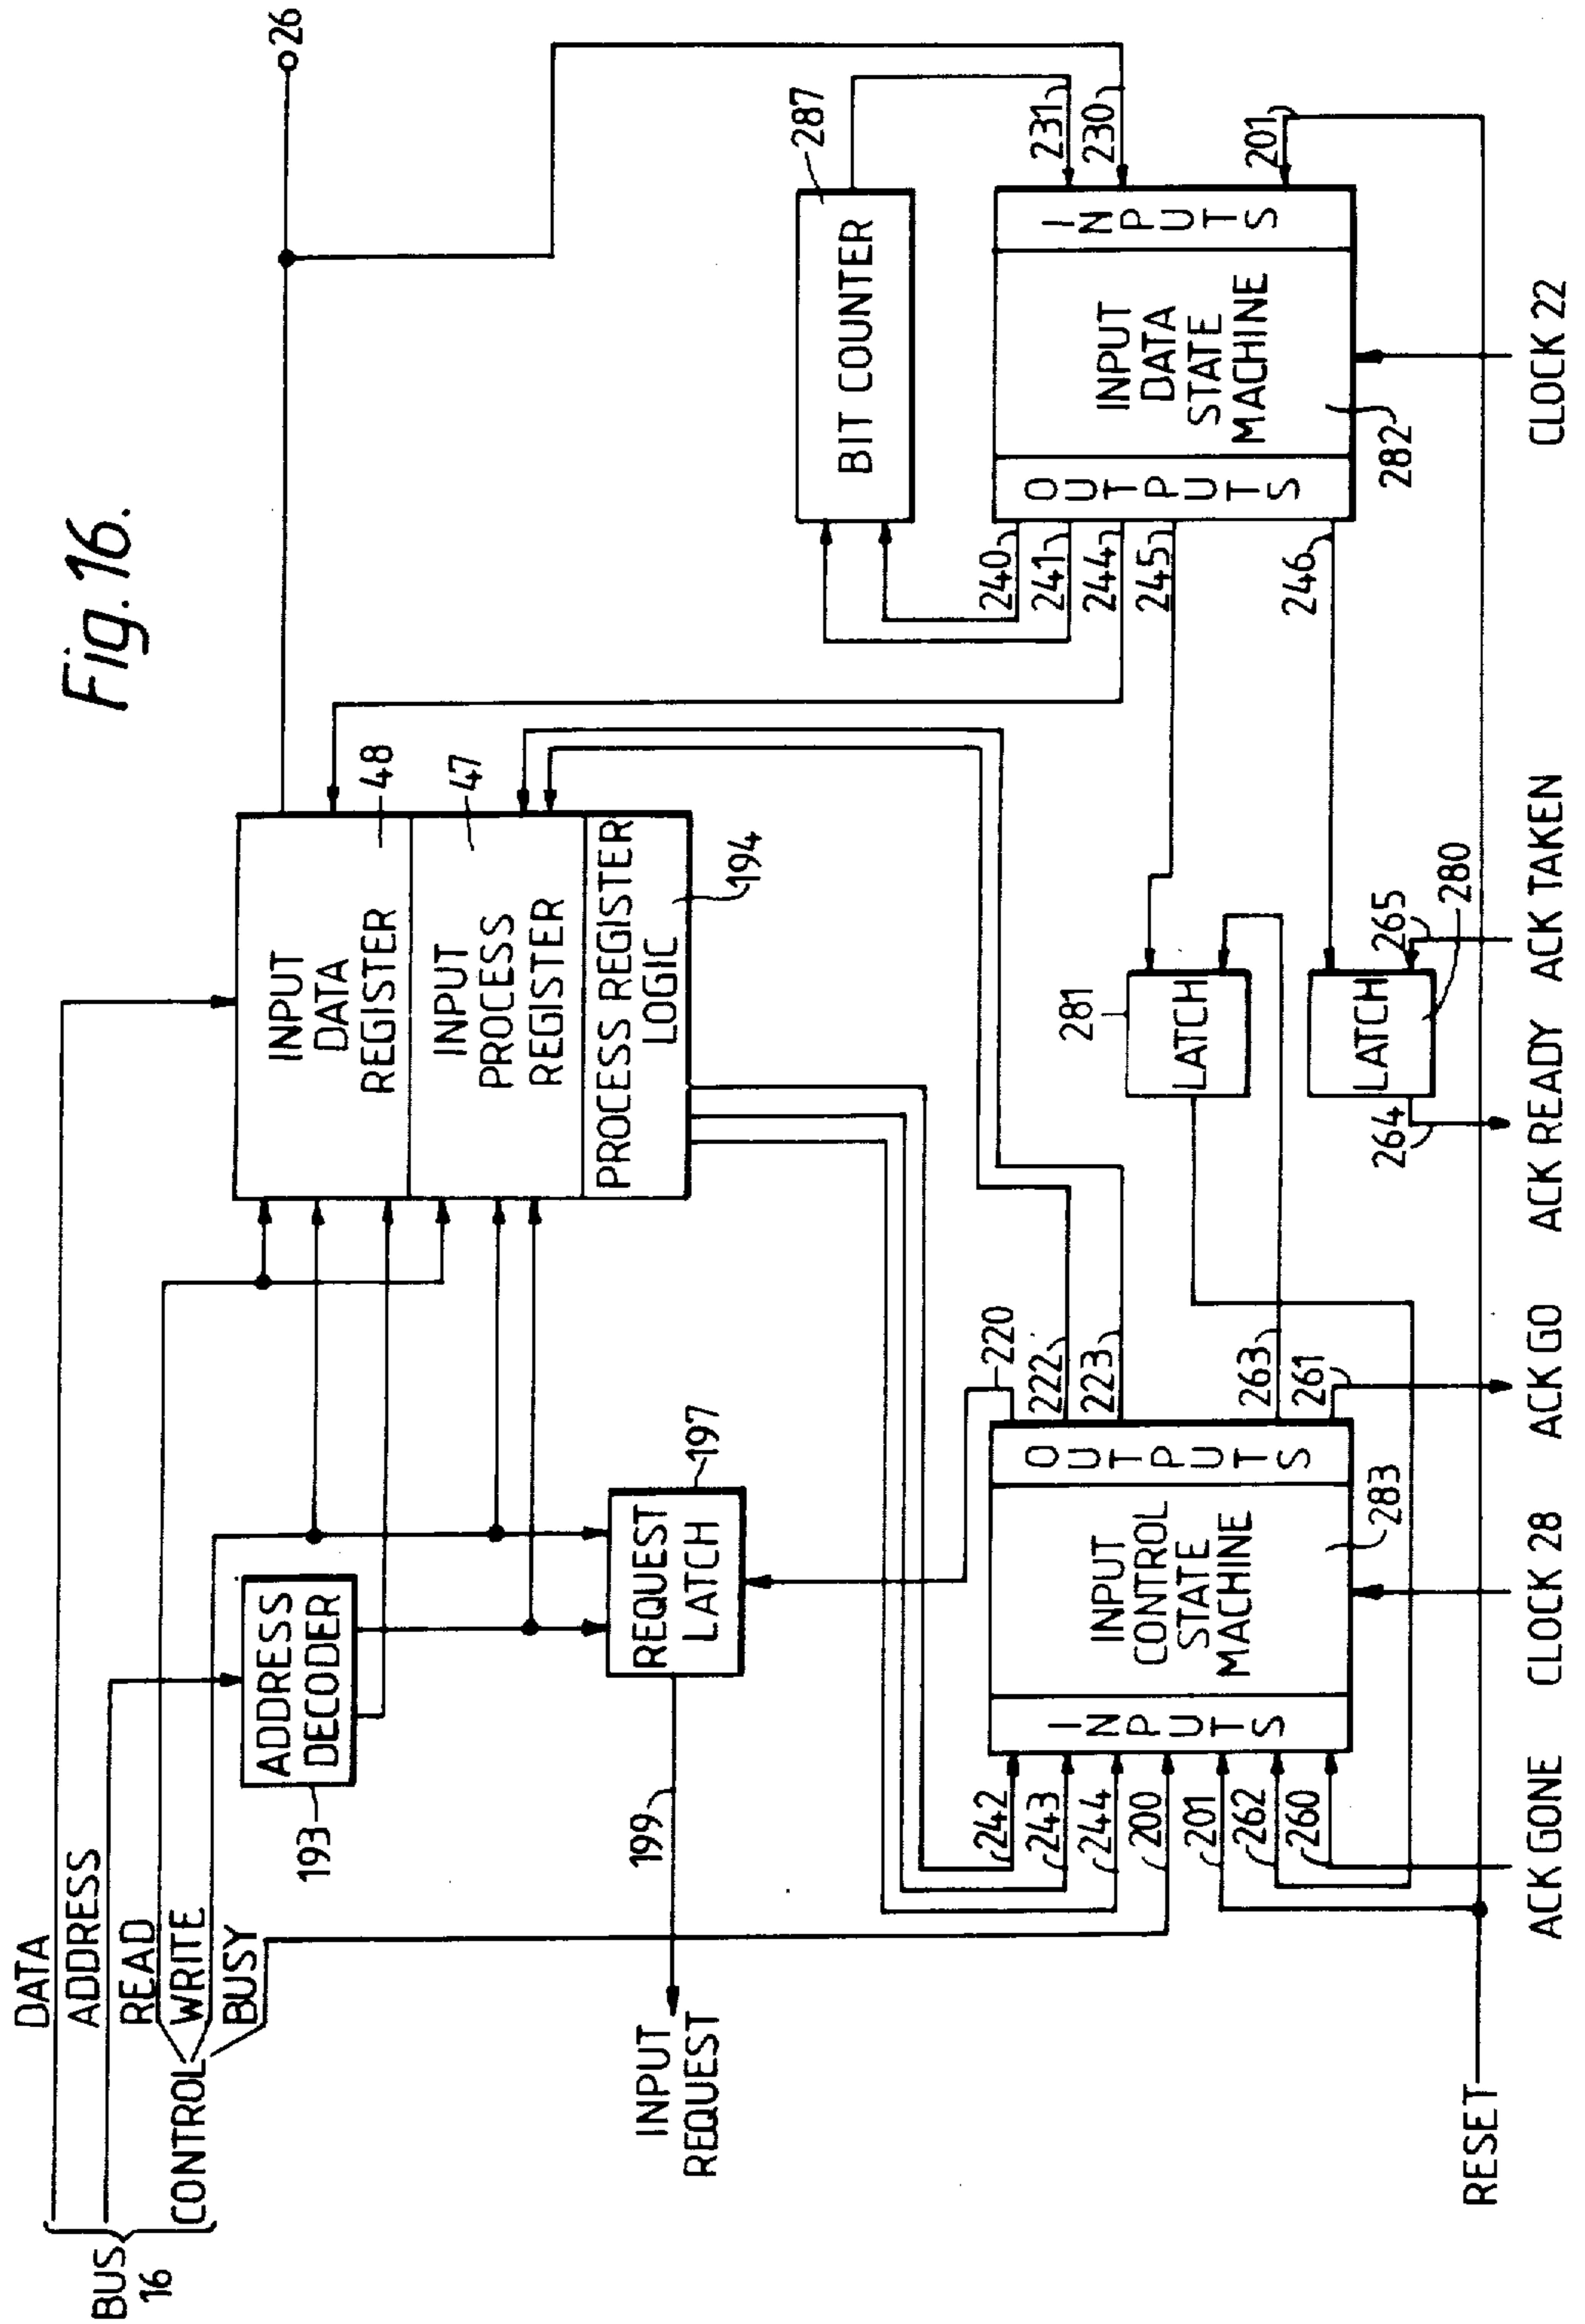 Fig. 16.
BUS
16
DATA
ADDRESS
CONTROL
READ
WRITE
BUSY
193
ADDRESS
DECODER
INPUT
DATA
REGISTER
48
INPUT
PROCESS
REGISTER
47
PROCESS REGISTER
LOGIC
194
26
INPUT
REQUEST
199
REQUEST
LATCH
197
287
BIT COUNTER
242
243
244
200
201
262
260
INPUTS
INPUT
CONTROL
STATE
MACHINE
OUTPUTS
283
220
222
223
263
261
281
LATCH
LATCH
280
264
265
240
241
244
245
246
OUTPUTS
INPUT
DATA
STATE
MACHINE
INPUTS
282
231
230
201
RESET
ACK GONE
CLOCK 28
ACK GO
ACK READY
ACK TAKEN
CLOCK 22